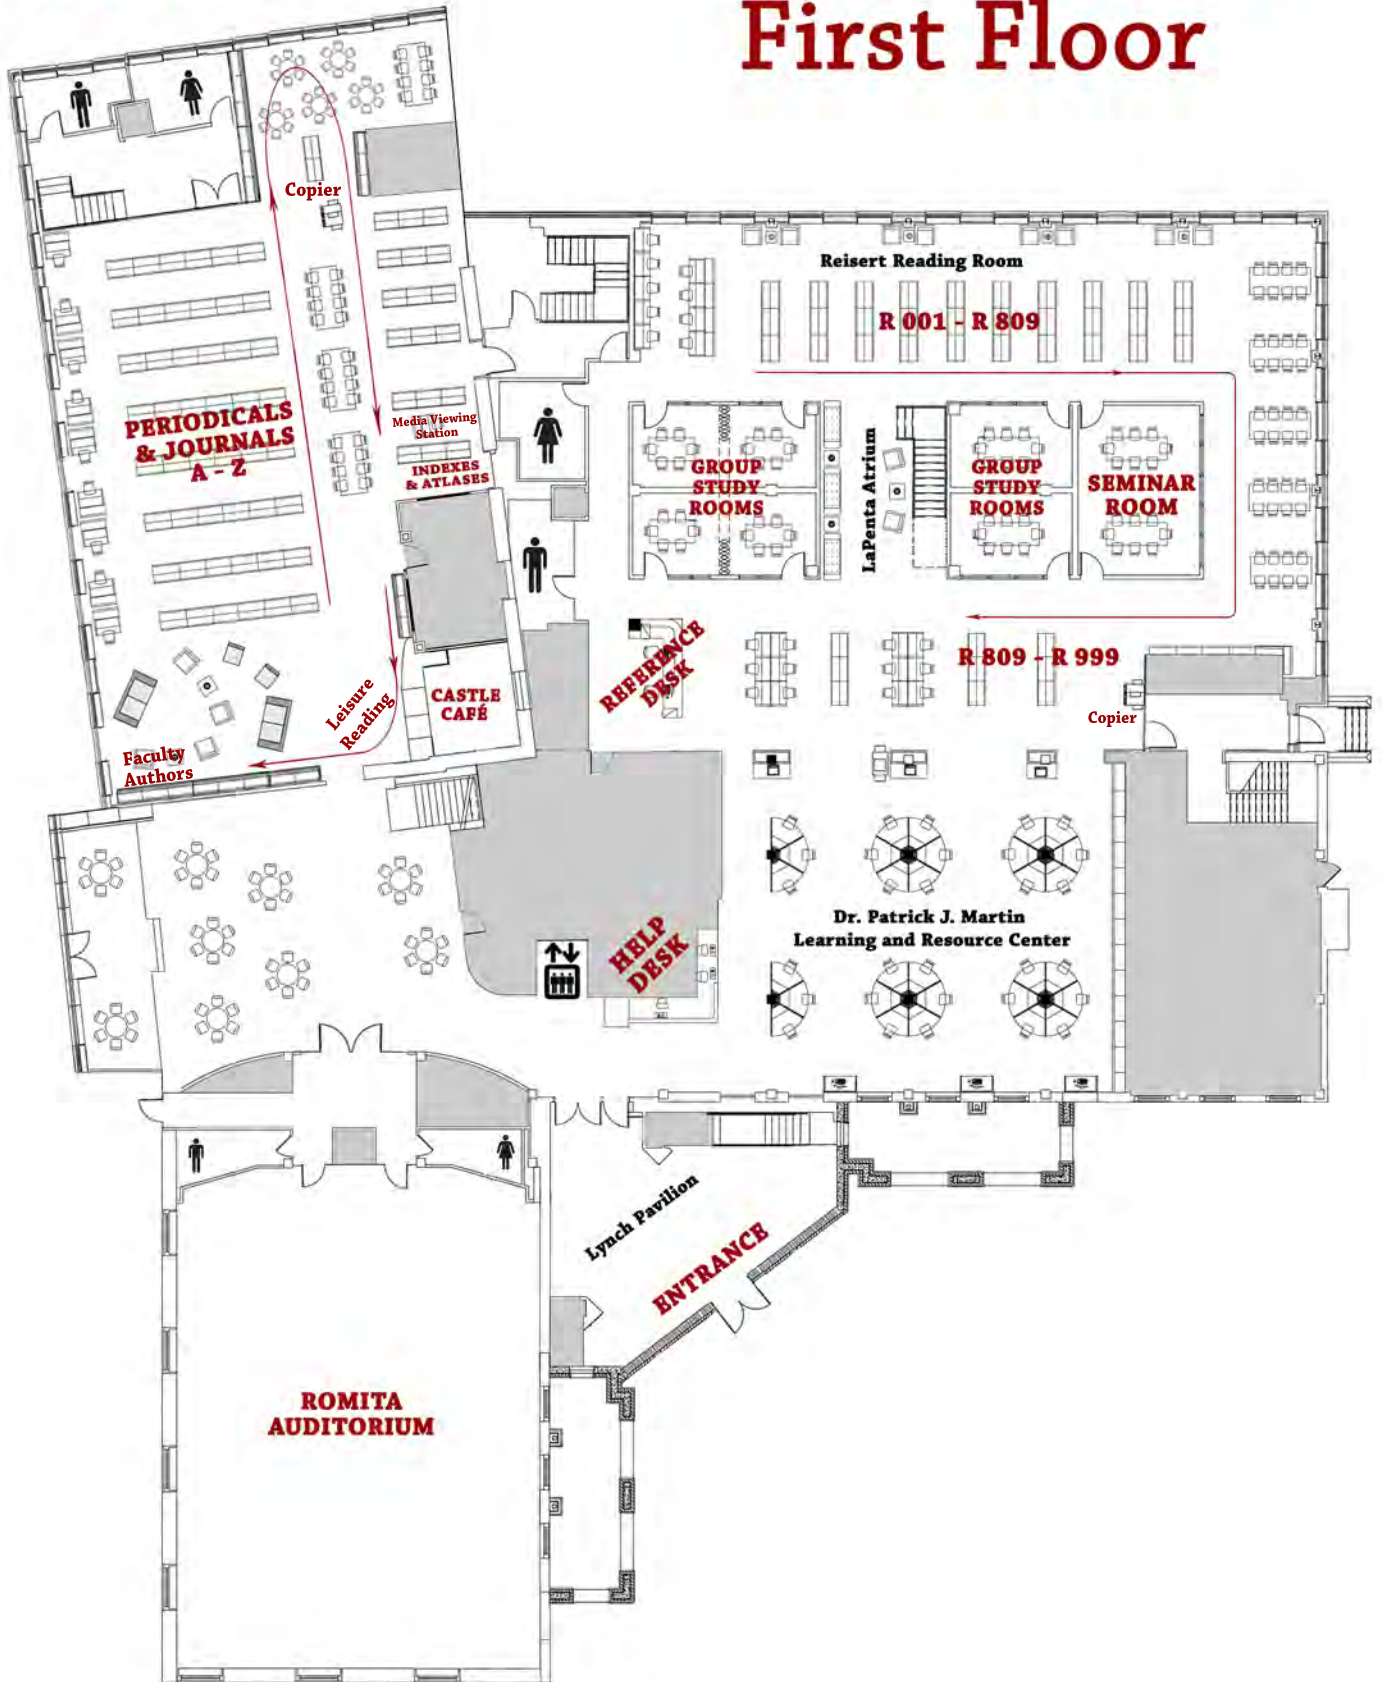 First Floor
Copier
Reisert Reading Room
R 001 - R 809
PERIODICALS
& JOURNALS
A - Z
Media Viewing
Station
INDEXES
& ATLASES
GROUP
STUDY
ROOMS
LaPenta Atrium
GROUP
STUDY
ROOMS
SEMINAR
ROOM
REFERENCE
DESK
R 809 - R 999
Leisure
Reading
CASTLE
CAFÉ
Copier
Faculty
Authors
HELP
DESK
Dr. Patrick J. Martin
Learning and Resource Center
Lynch Pavilion
ENTRANCE
ROMITA
AUDITORIUM